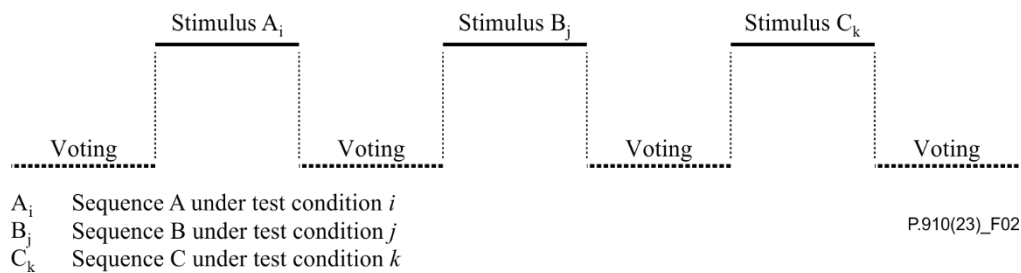 Stimulus Aᵢ Stimulus Bⱼ Stimulus Cₖ
Voting Voting Voting Voting
Aᵢ Sequence A under test condition i
Bⱼ Sequence B under test condition j
Cₖ Sequence C under test condition k
P.910(23)_F02